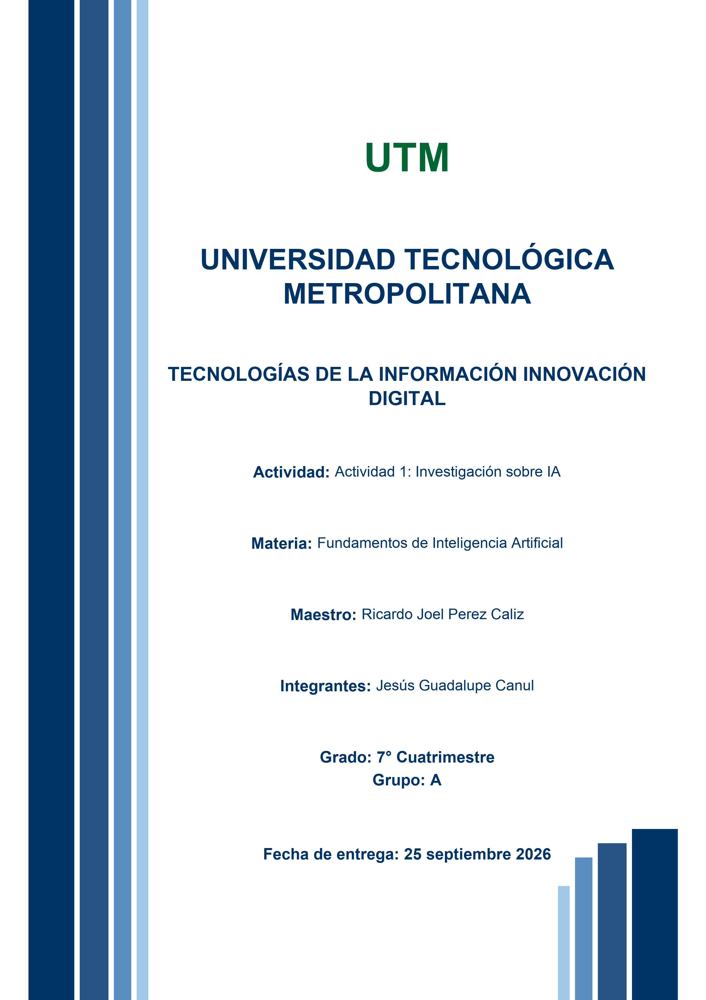 UTM
UNIVERSIDAD TECNOLÓGICA
METROPOLITANA
TECNOLOGÍAS DE LA INFORMACIÓN INNOVACIÓN
DIGITAL
Actividad: Actividad 1: Investigación sobre IA
Materia: Fundamentos de Inteligencia Artificial
Maestro: Ricardo Joel Perez Caliz
Integrantes: Jesús Guadalupe Canul
Grado: 7° Cuatrimestre
Grupo: A
Fecha de entrega: 25 septiembre 2026